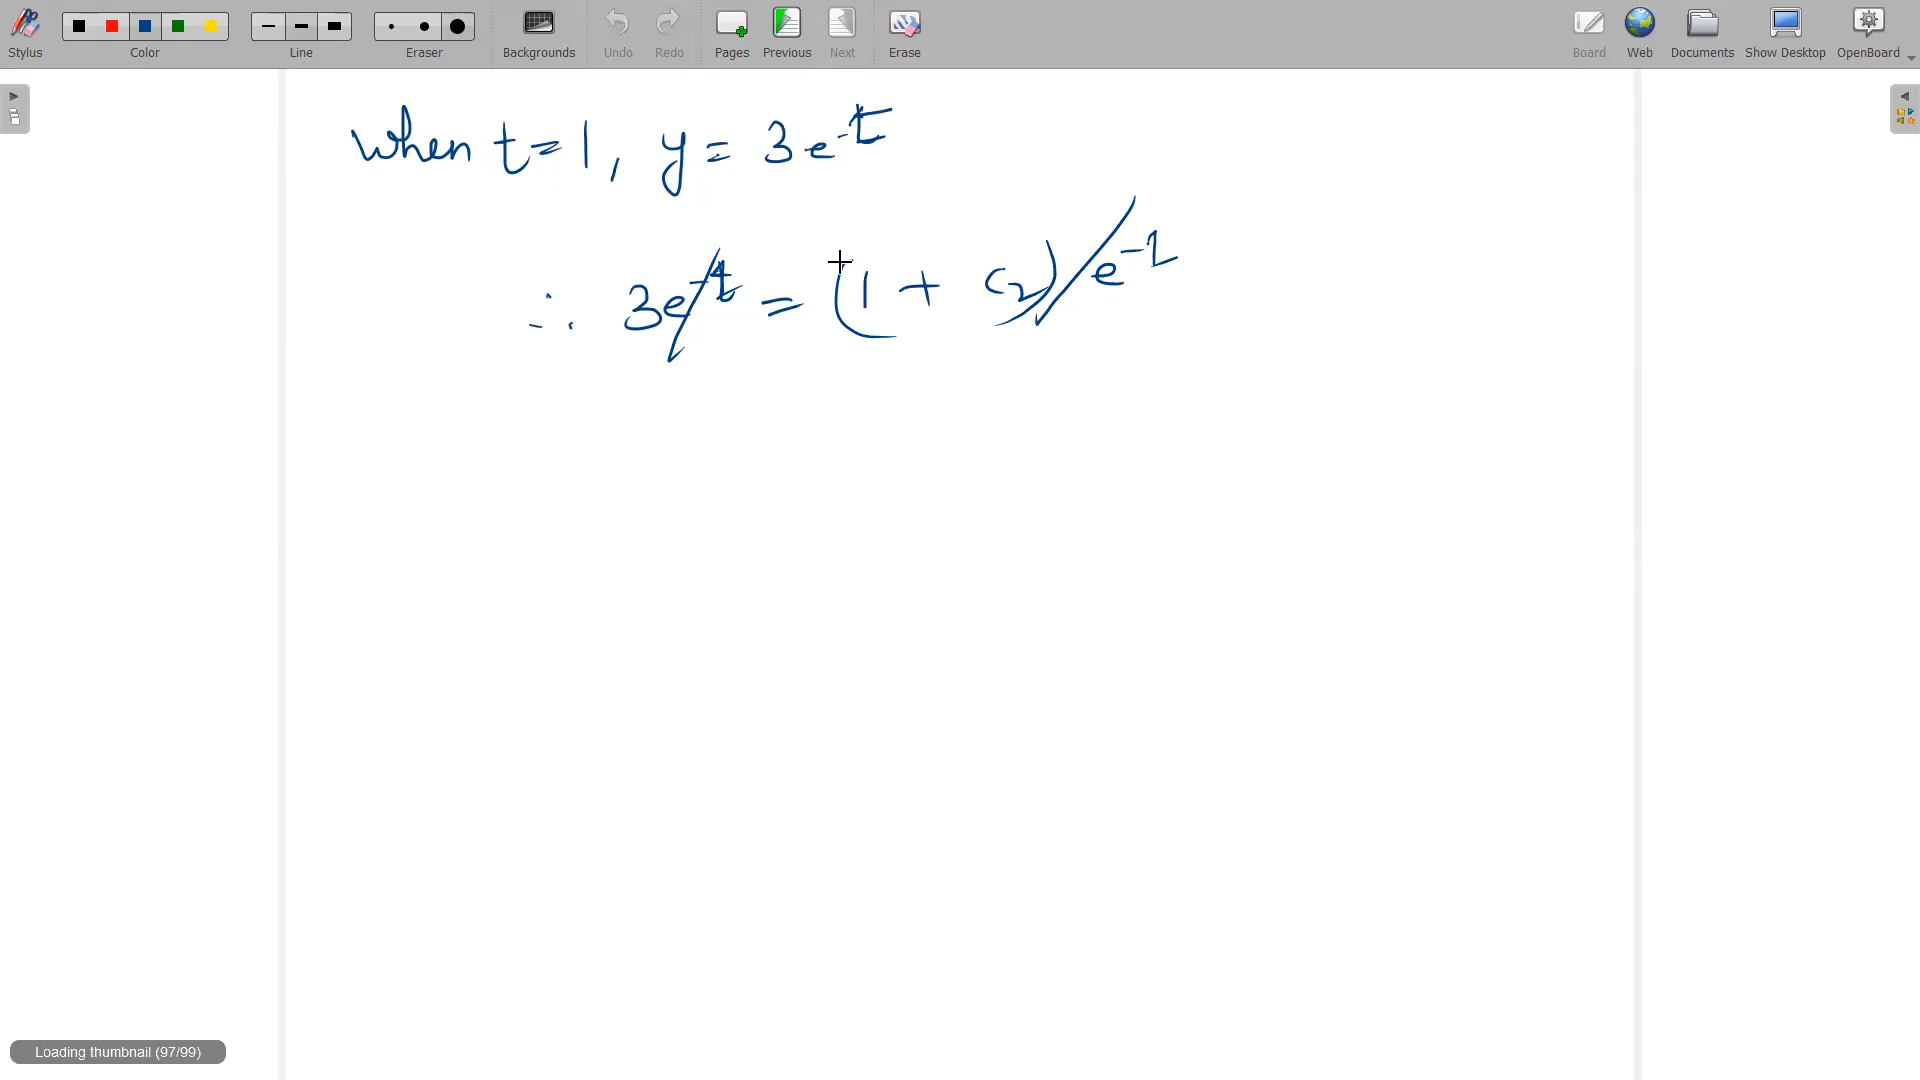 Stylus Color Line Eraser Backgrounds Undo Redo Pages Previous Next Erase Board Web Documents Show Desktop OpenBoard
When t=1, y= 3e^-t
∴ 3e^-1 = (1 + c2) e^-1
Loading thumbnail (97/99)